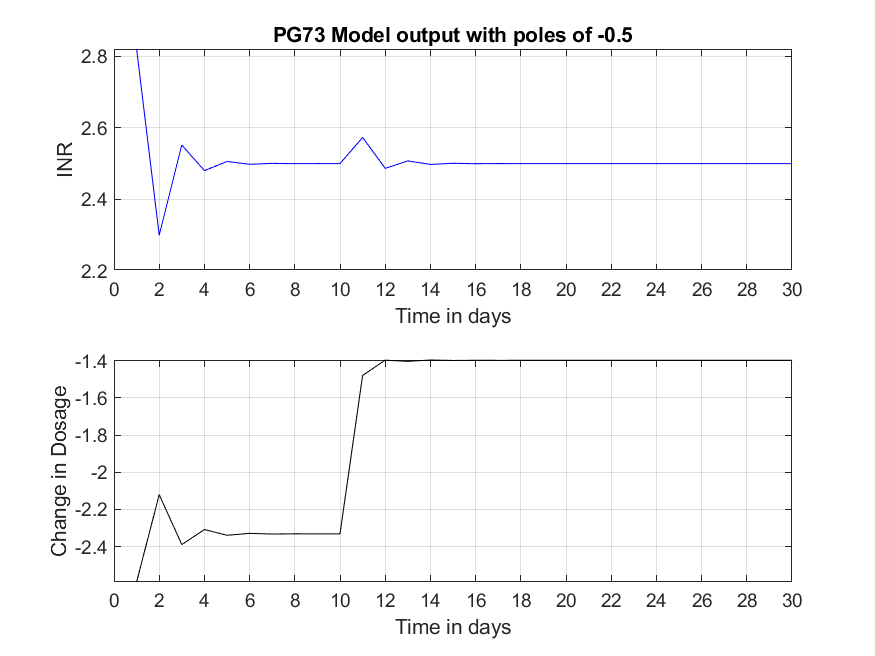 PG73 Model output with poles of -0.5
2.8
2.6
2.4
2.2
INR
0 2 4 6 8 10 12 14 16 18 20 22 24 26 28 30
Time in days
-1.4
-1.6
-1.8
-2
-2.2
-2.4
Change in Dosage
0 2 4 6 8 10 12 14 16 18 20 22 24 26 28 30
Time in days